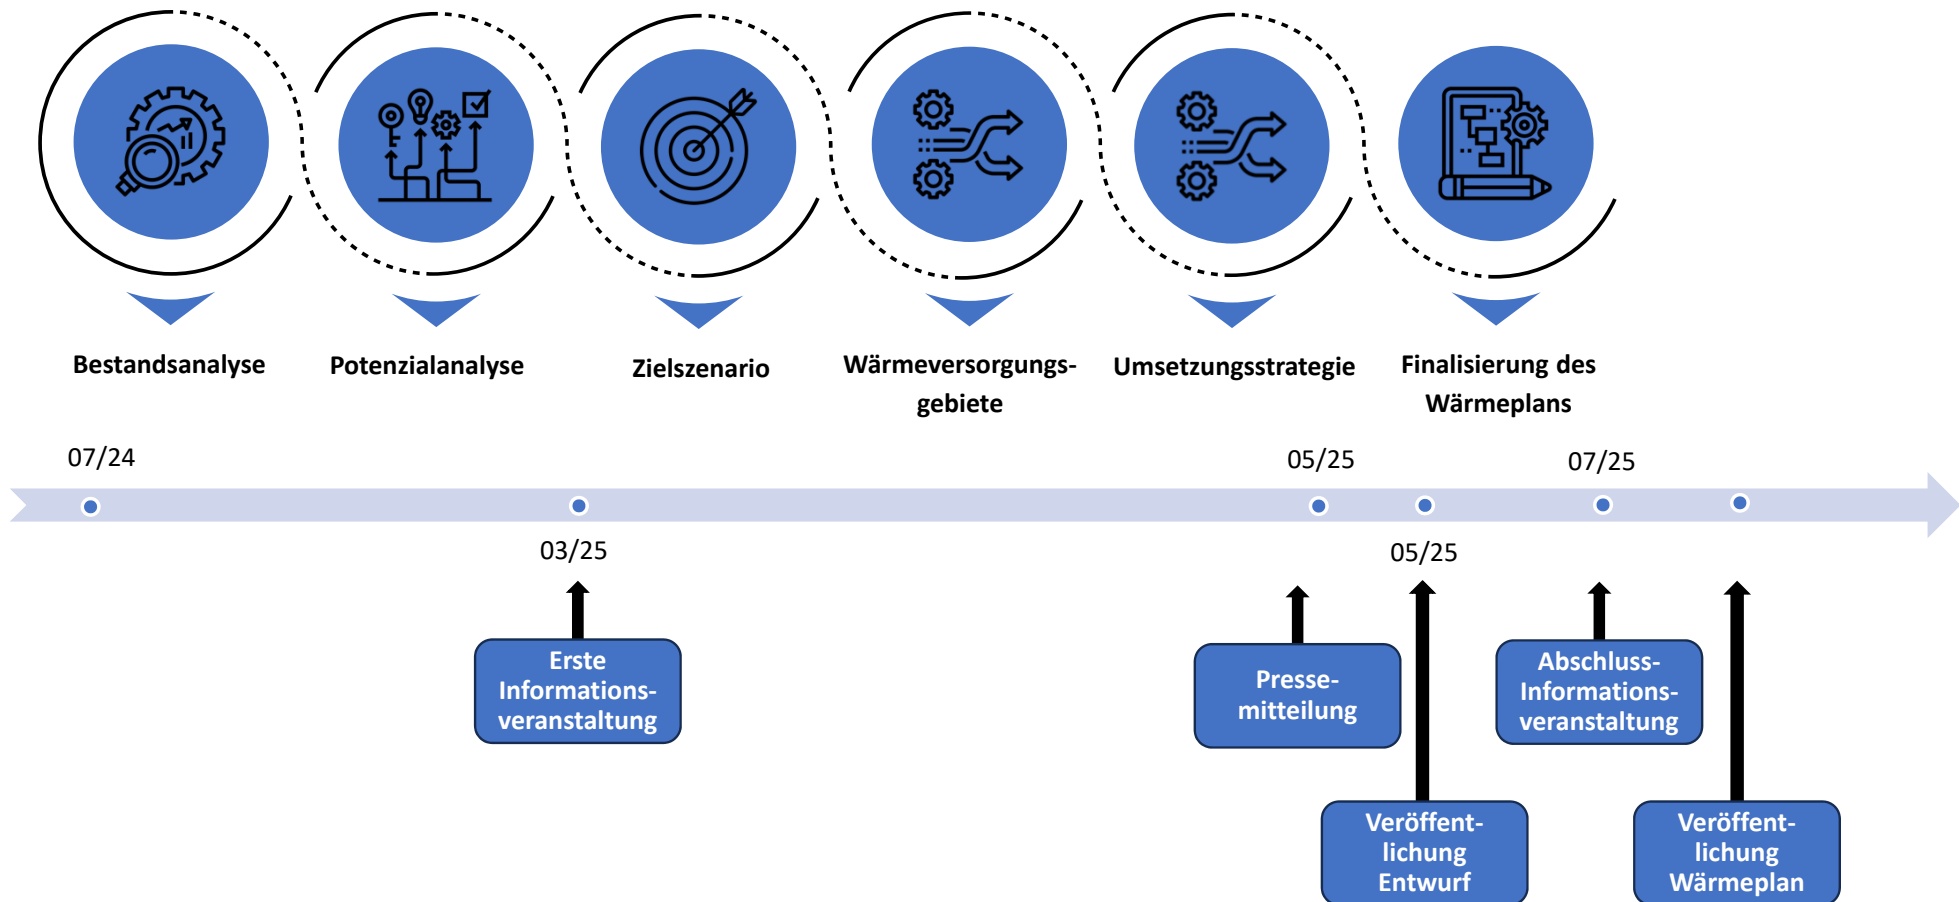 Bestandsanalyse
Potenzialanalyse
Zielszenario
Wärmeversorgungs-
gebiete
Umsetzungsstrategie
Finalisierung des
Wärmeplans
07/24
05/25
07/25
03/25
05/25
Erste
Informations-
veranstaltung
Presse-
mitteilung
Abschluss-
Informations-
veranstaltung
Veröffent-
lichung
Entwurf
Veröffent-
lichung
Wärmeplan